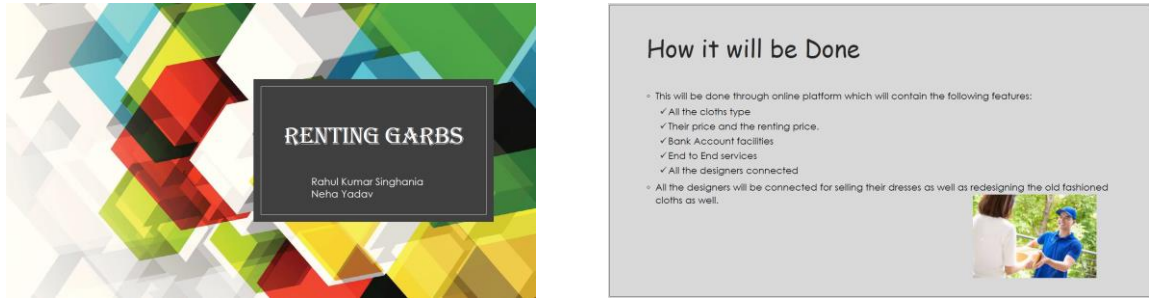 RENTING GARBS
Rahul Kumar Singhania
Neha Yadav
How it will be Done
▫ This will be done through online platform which will contain the following features:
✓ All the cloths type
✓ Their price and the renting price.
✓ Bank Account facilities
✓ End to End services
✓ All the designers connected
▫ All the designers will be connected for selling their dresses as well as redesigning the old fashioned
cloths as well.